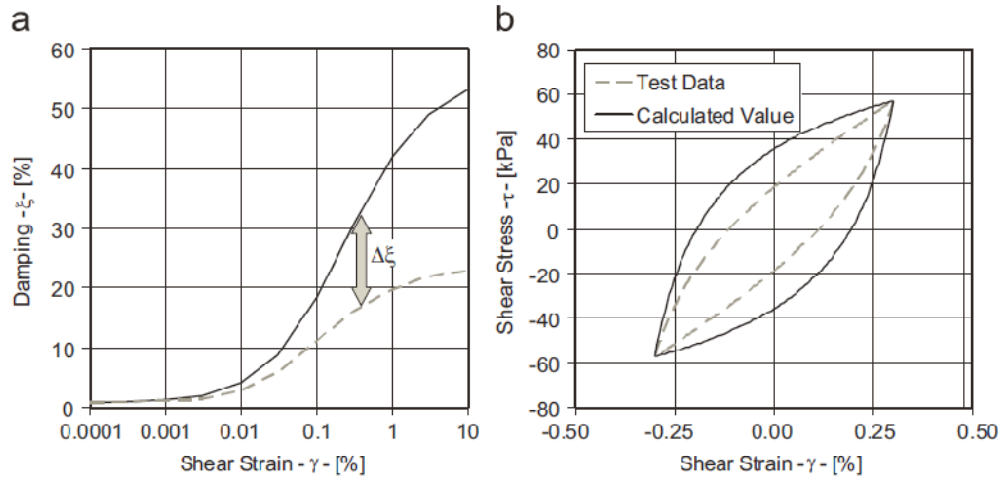 a
60
50
40
30
20
10
0
Damping -ξ- [%]
Δξ
0.0001 0.001 0.01 0.1 1 10
Shear Strain - γ - [%]
b
80
60
40
20
0
-20
-40
-60
-80
Shear Stress -τ- [kPa]
Test Data
Calculated Value
-0.50 -0.25 0.00 0.25 0.50
Shear Strain -γ - [%]